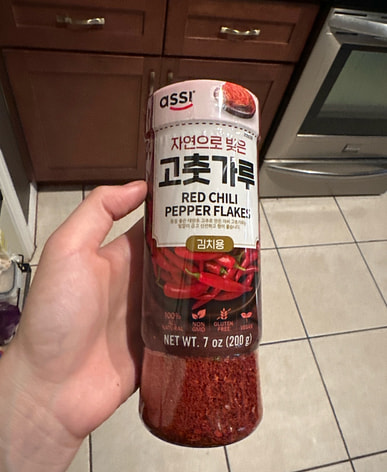 assi
자연으로 빚은
고춧가루
RED CHILI
PEPPER FLAKES
김치용
100%
NATURAL
NON
GMO
GLUTEN
FREE
VEGAN
NET WT. 7 oz (200 g)